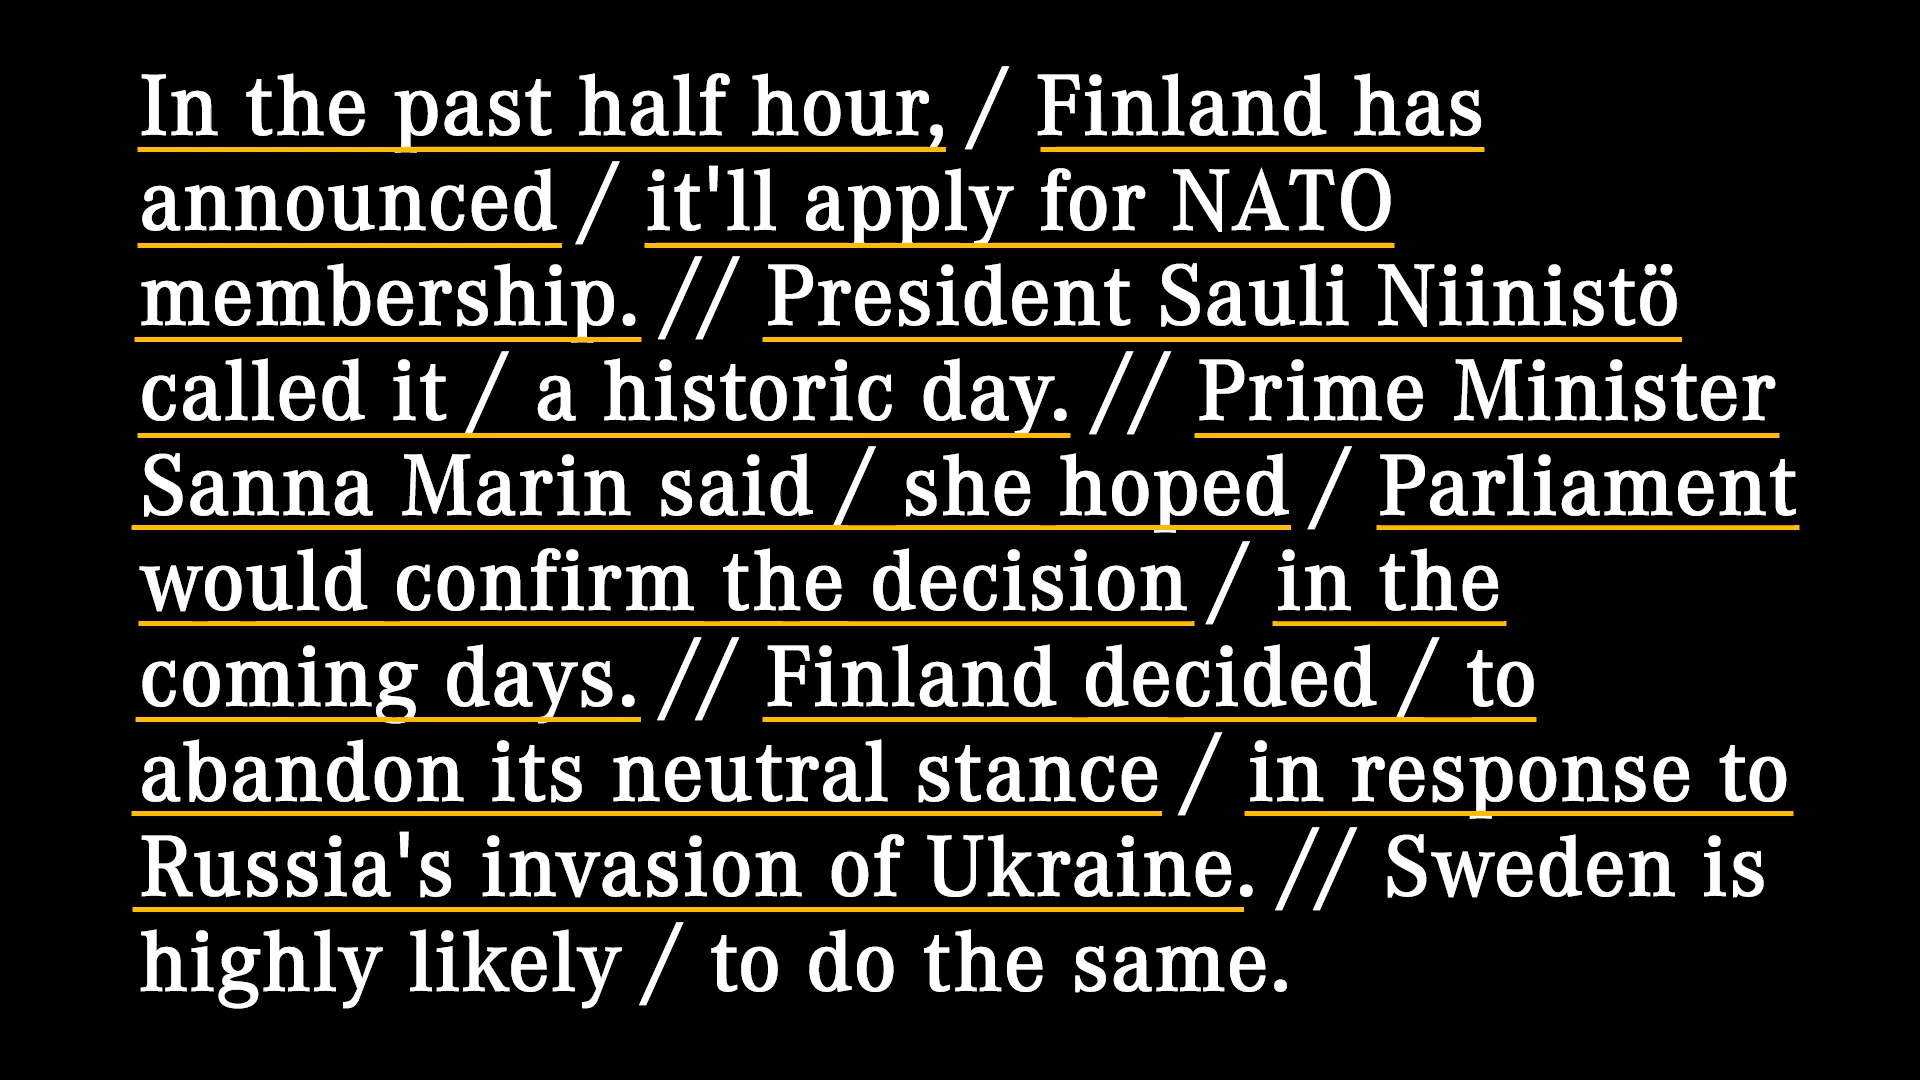 In the past half hour, / Finland has
announced / it'll apply for NATO
membership. // President Sauli Niinistö
called it / a historic day. // Prime Minister
Sanna Marin said / she hoped / Parliament
would confirm the decision / in the
coming days. // Finland decided / to
abandon its neutral stance / in response to
Russia's invasion of Ukraine. // Sweden is
highly likely / to do the same.